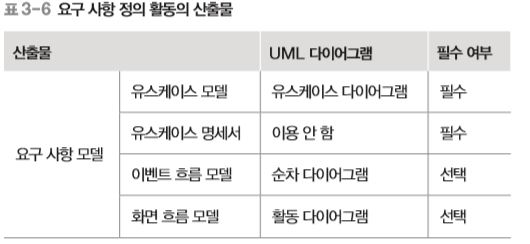 표 3-6 요구 사항 정의 활동의 산출물
산출물 UML 다이어그램 필수 여부
요구 사항 모델
유스케이스 모델 유스케이스 다이어그램 필수
유스케이스 명세서 이용 안 함 필수
이벤트 흐름 모델 순차 다이어그램 선택
화면 흐름 모델 활동 다이어그램 선택